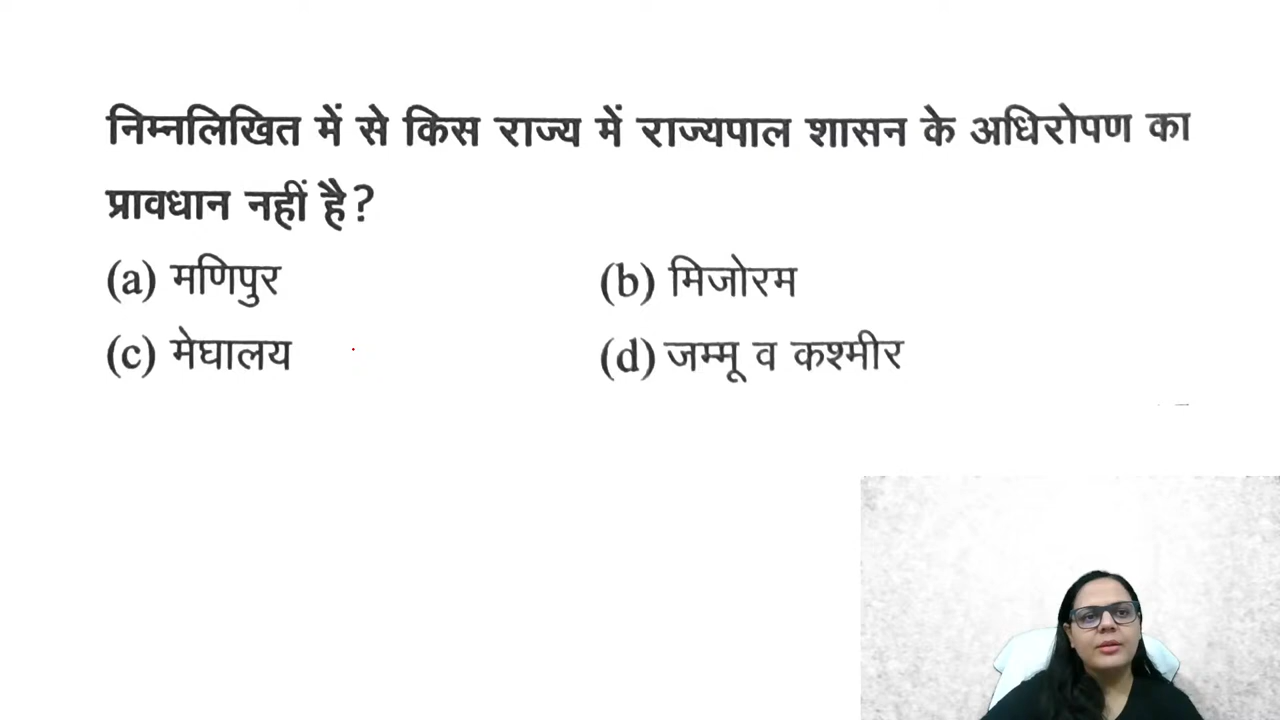 निम्नलिखित में से किस राज्य में राज्यपाल शासन के अधिरोपण का
प्रावधान नहीं है?
(a) मणिपुर (b) मिजोरम
(c) मेघालय (d) जम्मू व कश्मीर